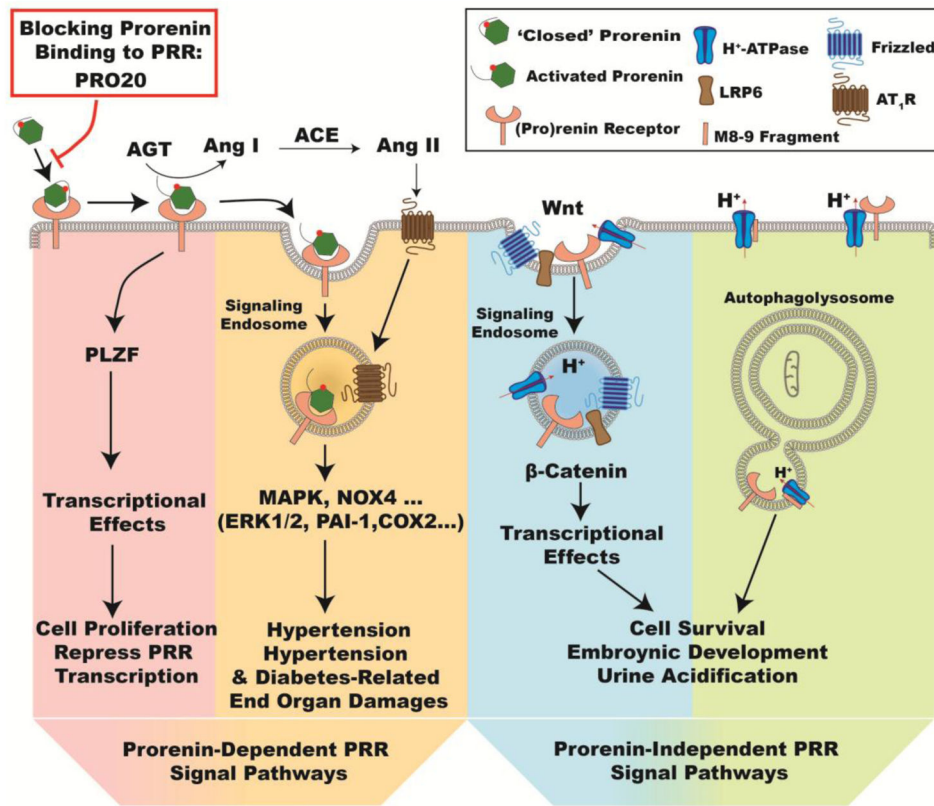 Blocking Prorenin
Binding to PRR:
PRO20
'Closed' Prorenin
Activated Prorenin
(Pro)renin Receptor
H⁺-ATPase
LRP6
M8-9 Fragment
Frizzled
AT₁R
AGT
Ang I
ACE
Ang II
Wnt
H⁺
H⁺
Signaling
Endosome
Signaling
Endosome
Autophagolysosome
PLZF
H⁺
H⁺
Transcriptional
Effects
MAPK, NOX4 ...
(ERK1/2, PAI-1,COX2...)
β-Catenin
Transcriptional
Effects
Cell Proliferation
Repress PRR
Transcription
Hypertension
Hypertension
& Diabetes-Related
End Organ Damages
Cell Survival
Embroynic Development
Urine Acidification
Prorenin-Dependent PRR
Signal Pathways
Prorenin-Independent PRR
Signal Pathways